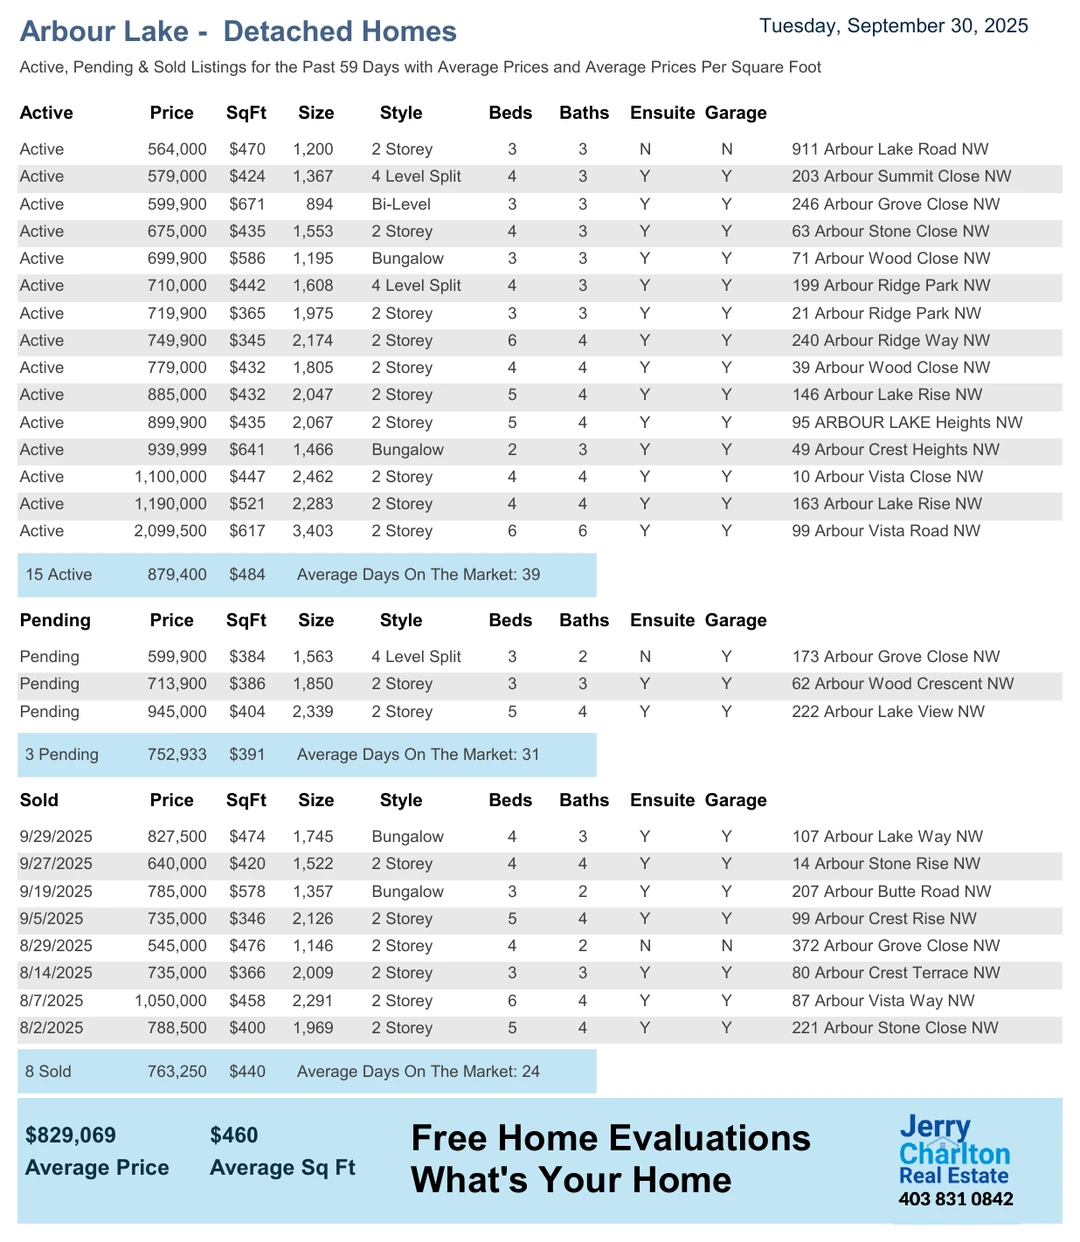 Arbour Lake - Detached Homes
Tuesday, September 30, 2025
Active, Pending & Sold Listings for the Past 59 Days with Average Prices and Average Prices Per Square Foot
Active Price SqFt Size Style Beds Baths Ensuite Garage
Active 564,000 $470 1,200 2 Storey 3 3 N N 911 Arbour Lake Road NW
Active 579,000 $424 1,367 4 Level Split 4 3 Y Y 203 Arbour Summit Close NW
Active 599,900 $671 894 Bi-Level 3 3 Y Y 246 Arbour Grove Close NW
Active 675,000 $435 1,553 2 Storey 4 3 Y Y 63 Arbour Stone Close NW
Active 699,900 $586 1,195 Bungalow 3 3 Y Y 71 Arbour Wood Close NW
Active 710,000 $442 1,608 4 Level Split 4 3 Y Y 199 Arbour Ridge Park NW
Active 719,900 $365 1,975 2 Storey 3 3 Y Y 21 Arbour Ridge Park NW
Active 749,900 $345 2,174 2 Storey 6 4 Y Y 240 Arbour Ridge Way NW
Active 779,000 $432 1,805 2 Storey 4 4 Y Y 39 Arbour Wood Close NW
Active 885,000 $432 2,047 2 Storey 5 4 Y Y 146 Arbour Lake Rise NW
Active 899,900 $435 2,067 2 Storey 5 4 Y Y 95 ARBOUR LAKE Heights NW
Active 939,999 $641 1,466 Bungalow 2 3 Y Y 49 Arbour Crest Heights NW
Active 1,100,000 $447 2,462 2 Storey 4 4 Y Y 10 Arbour Vista Close NW
Active 1,190,000 $521 2,283 2 Storey 4 4 Y Y 163 Arbour Lake Rise NW
Active 2,099,500 $617 3,403 2 Storey 6 6 Y Y 99 Arbour Vista Road NW
15 Active 879,400 $484 Average Days On The Market: 39
Pending Price SqFt Size Style Beds Baths Ensuite Garage
Pending 599,900 $384 1,563 4 Level Split 3 2 N Y 173 Arbour Grove Close NW
Pending 713,900 $386 1,850 2 Storey 3 3 Y Y 62 Arbour Wood Crescent NW
Pending 945,000 $404 2,339 2 Storey 5 4 Y Y 222 Arbour Lake View NW
3 Pending 752,933 $391 Average Days On The Market: 31
Sold Price SqFt Size Style Beds Baths Ensuite Garage
9/29/2025 827,500 $474 1,745 Bungalow 4 3 Y Y 107 Arbour Lake Way NW
9/27/2025 640,000 $420 1,522 2 Storey 4 4 Y Y 14 Arbour Stone Rise NW
9/19/2025 785,000 $578 1,357 Bungalow 3 2 Y Y 207 Arbour Butte Road NW
9/5/2025 735,000 $346 2,126 2 Storey 5 4 Y Y 99 Arbour Crest Rise NW
8/29/2025 545,000 $476 1,146 2 Storey 4 2 N N 372 Arbour Grove Close NW
8/14/2025 735,000 $366 2,009 2 Storey 3 3 Y Y 80 Arbour Crest Terrace NW
8/7/2025 1,050,000 $458 2,291 2 Storey 6 4 Y Y 87 Arbour Vista Way NW
8/2/2025 788,500 $400 1,969 2 Storey 5 4 Y Y 221 Arbour Stone Close NW
8 Sold 763,250 $440 Average Days On The Market: 24
$829,069 $460
Average Price Average Sq Ft
Free Home Evaluations
What's Your Home
Jerry
Charlton
Real Estate
403 831 0842